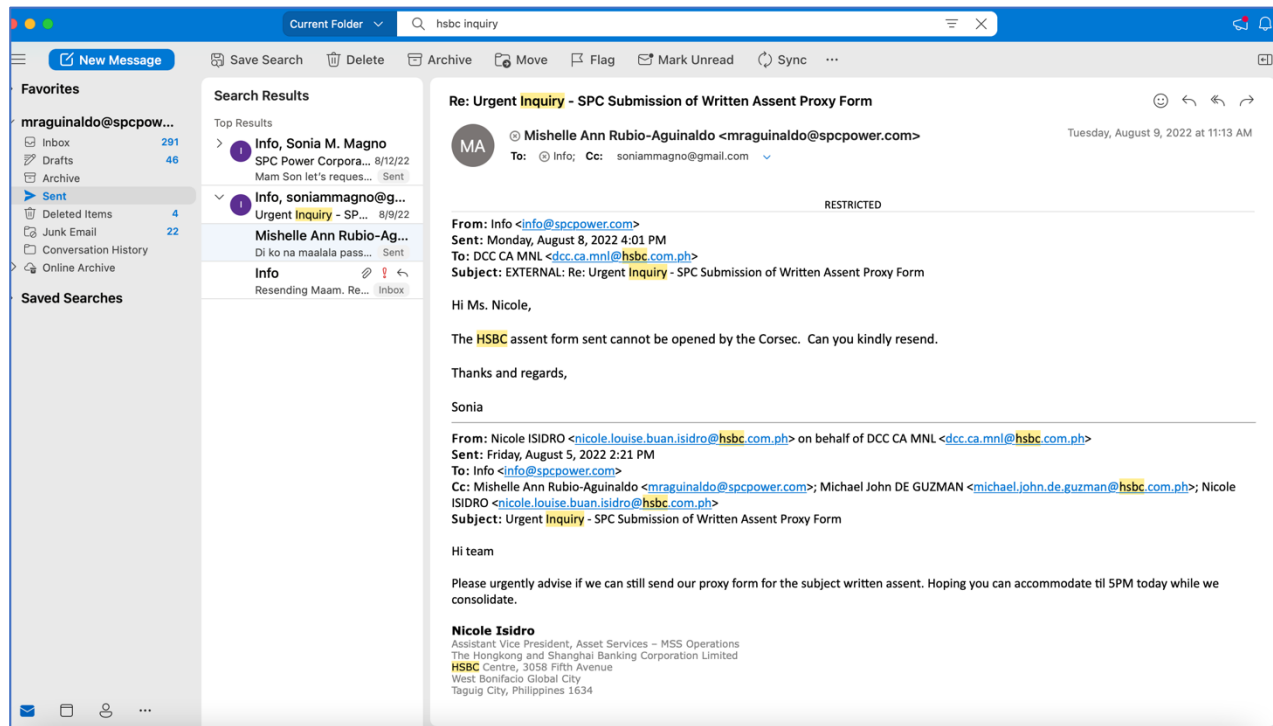 Current Folder
hsbc inquiry
New Message
Save Search
Delete
Archive
Move
Flag
Mark Unread
Sync
Favorites
mraguinaldo@spcpow...
Inbox 291
Drafts 46
Archive
Sent
Deleted Items 4
Junk Email 22
Conversation History
Online Archive
Saved Searches
Search Results
Top Results
I
Info, Sonia M. Magno
SPC Power Corpora... 8/12/22
Mam Son let's reques... Sent
I
Info, soniammagno@g...
Urgent Inquiry - SP... 8/9/22
Mishelle Ann Rubio-Ag...
Di ko na maalala pass... Sent
Info
Resending Maam. Re... Inbox
Re: Urgent Inquiry - SPC Submission of Written Assent Proxy Form
MA
Mishelle Ann Rubio-Aguinaldo <mraguinaldo@spcpower.com>
To: Info; Cc: soniammagno@gmail.com
Tuesday, August 9, 2022 at 11:13 AM
RESTRICTED
From: Info <info@spcpower.com>
Sent: Monday, August 8, 2022 4:01 PM
To: DCC CA MNL <dcc.ca.mnl@hsbc.com.ph>
Subject: EXTERNAL: Re: Urgent Inquiry - SPC Submission of Written Assent Proxy Form
Hi Ms. Nicole,
The HSBC assent form sent cannot be opened by the Corsec. Can you kindly resend.
Thanks and regards,
Sonia
From: Nicole ISIDRO <nicole.louise.buan.isidro@hsbc.com.ph> on behalf of DCC CA MNL <dcc.ca.mnl@hsbc.com.ph>
Sent: Friday, August 5, 2022 2:21 PM
To: Info <info@spcpower.com>
Cc: Mishelle Ann Rubio-Aguinaldo <mraguinaldo@spcpower.com>; Michael John DE GUZMAN <michael.john.de.guzman@hsbc.com.ph>; Nicole
ISIDRO <nicole.louise.buan.isidro@hsbc.com.ph>
Subject: Urgent Inquiry - SPC Submission of Written Assent Proxy Form
Hi team
Please urgently advise if we can still send our proxy form for the subject written assent. Hoping you can accommodate til 5PM today while we
consolidate.
Nicole Isidro
Assistant Vice President, Asset Services – MSS Operations
The Hongkong and Shanghai Banking Corporation Limited
HSBC Centre, 3058 Fifth Avenue
West Bonifacio Global City
Taguig City, Philippines 1634